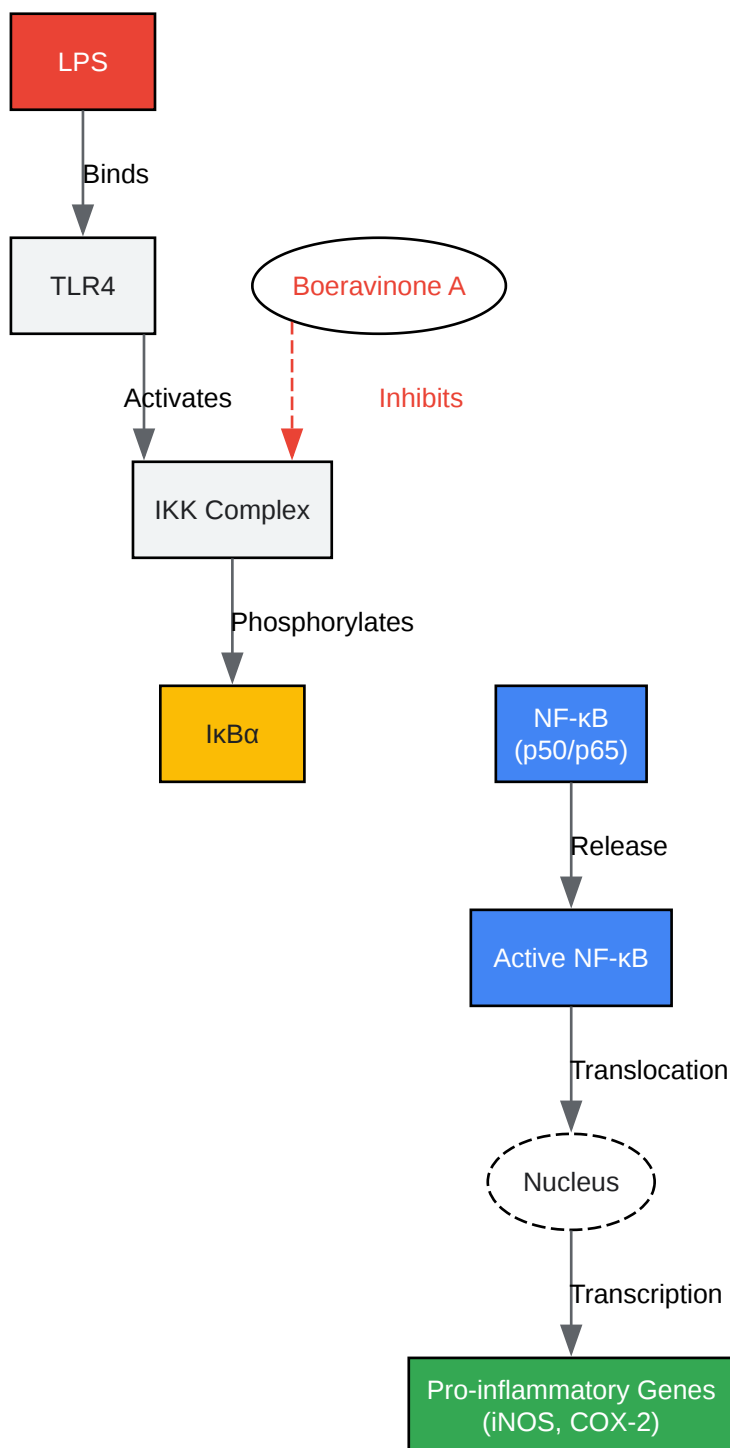 LPS
Binds
TLR4
Boeravinone A
Activates
Inhibits
IKK Complex
Phosphorylates
IκBα
NF-κB
(p50/p65)
Release
Active NF-κB
Translocation
Nucleus
Transcription
Pro-inflammatory Genes
(iNOS, COX-2)